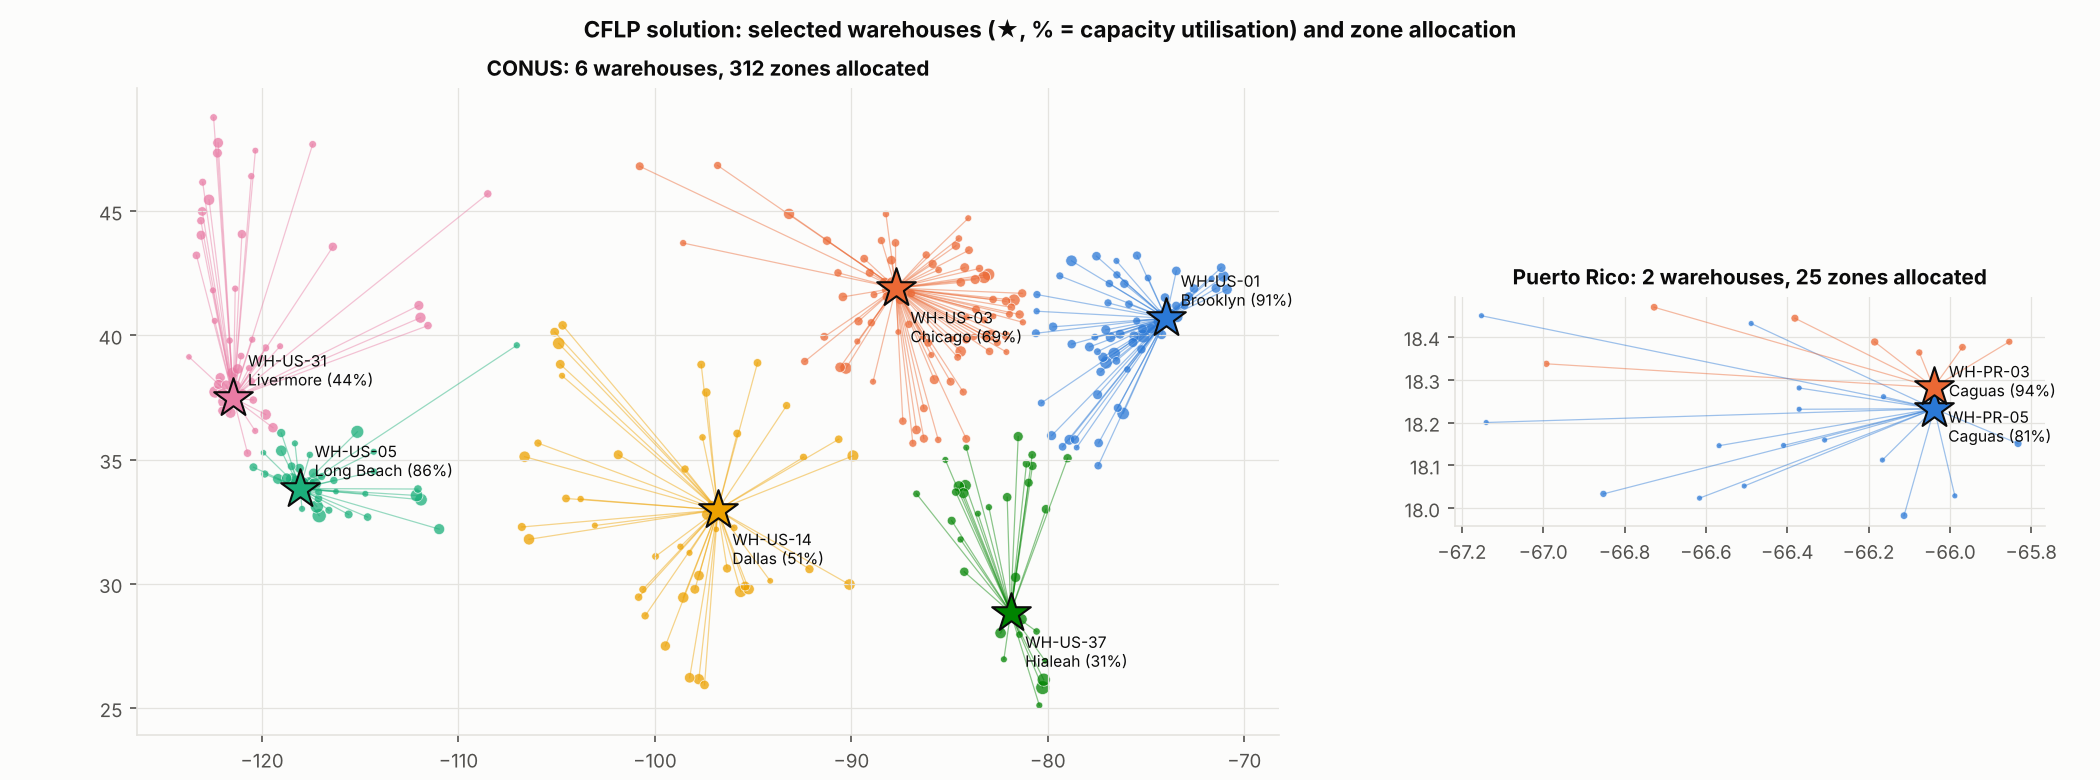 CFLP solution: selected warehouses (★, % = capacity utilisation) and zone allocation
CONUS: 6 warehouses, 312 zones allocated
45
40
35
30
25
−120
−110
−100
−90
−80
−70
WH-US-31
Livermore (44%)
WH-US-05
Long Beach (86%)
WH-US-14
Dallas (51%)
WH-US-03
Chicago (69%)
WH-US-01
Brooklyn (91%)
WH-US-37
Hialeah (31%)
Puerto Rico: 2 warehouses, 25 zones allocated
18.4
18.3
18.2
18.1
18.0
−67.2
−67.0
−66.8
−66.6
−66.4
−66.2
−66.0
−65.8
WH-PR-03
Caguas (94%)
WH-PR-05
Caguas (81%)